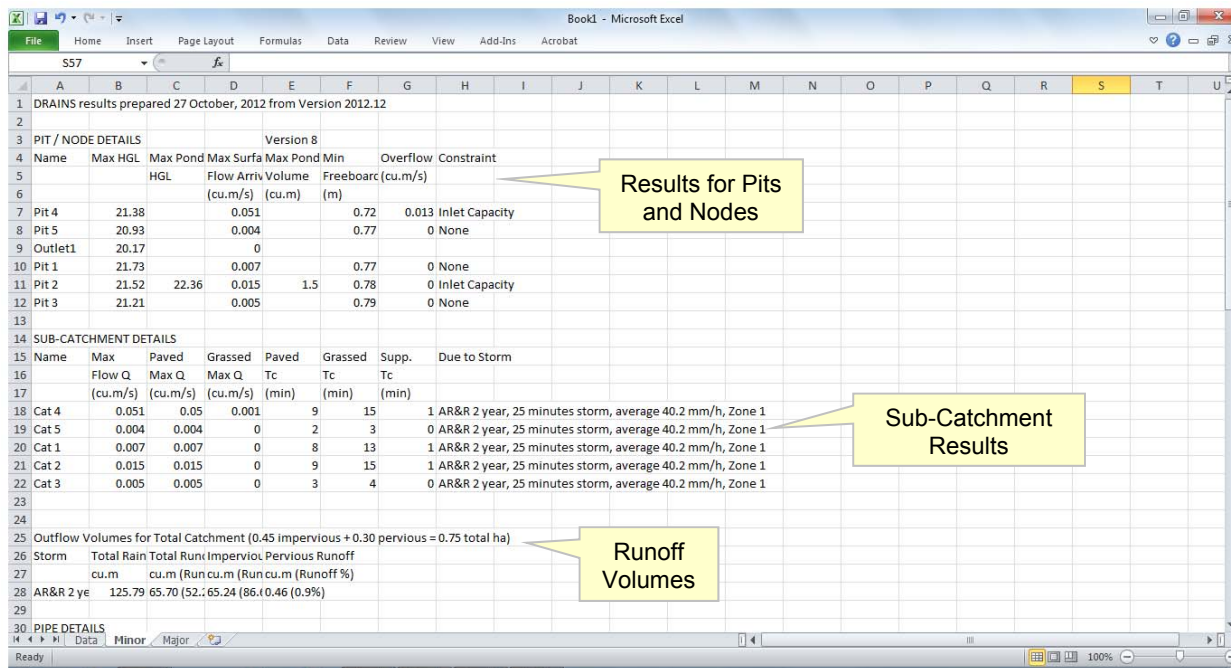 Book1 - Microsoft Excel
File Home Insert Page Layout Formulas Data Review View Add-Ins Acrobat
S57 fx
A B C D E F G H I J K L M N O P Q R S T U
1 DRAINS results prepared 27 October, 2012 from Version 2012.12
2
3 PIT / NODE DETAILS Version 8
4 Name Max HGL Max Pond Max Surfa Max Pond Min Overflow Constraint
5 HGL Flow Arriv Volume Freeboard (cu.m/s)
6 (cu.m/s) (cu.m) (m)
7 Pit 4 21.38 0.051 0.72 0.013 Inlet Capacity
8 Pit 5 20.93 0.004 0.77 0 None
9 Outlet1 20.17 0
10 Pit 1 21.73 0.007 0.77 0 None
11 Pit 2 21.52 22.36 0.015 1.5 0.78 0 Inlet Capacity
12 Pit 3 21.21 0.005 0.79 0 None
Results for Pits
and Nodes
13
14 SUB-CATCHMENT DETAILS
15 Name Max Paved Grassed Paved Grassed Supp. Due to Storm
16 Flow Q Max Q Max Q Tc Tc Tc
17 (cu.m/s) (cu.m/s) (cu.m/s) (min) (min) (min)
18 Cat 4 0.051 0.05 0.001 9 15 1 AR&R 2 year, 25 minutes storm, average 40.2 mm/h, Zone 1
19 Cat 5 0.004 0.004 0 2 3 0 AR&R 2 year, 25 minutes storm, average 40.2 mm/h, Zone 1
20 Cat 1 0.007 0.007 0 8 13 1 AR&R 2 year, 25 minutes storm, average 40.2 mm/h, Zone 1
21 Cat 2 0.015 0.015 0 9 15 1 AR&R 2 year, 25 minutes storm, average 40.2 mm/h, Zone 1
22 Cat 3 0.005 0.005 0 3 4 0 AR&R 2 year, 25 minutes storm, average 40.2 mm/h, Zone 1
Sub-Catchment
Results
23
24
25 Outflow Volumes for Total Catchment (0.45 impervious + 0.30 pervious = 0.75 total ha)
26 Storm Total Rain Total Runo Imperviou Pervious Runoff
27 cu.m cu.m (Run cu.m (Run cu.m (Runoff %)
28 AR&R 2 ye 125.79 65.70 (52.2 65.24 (86.0 0.46 (0.9%)
Runoff
Volumes
29
30 PIPE DETAILS
Data Minor Major
Ready 100%